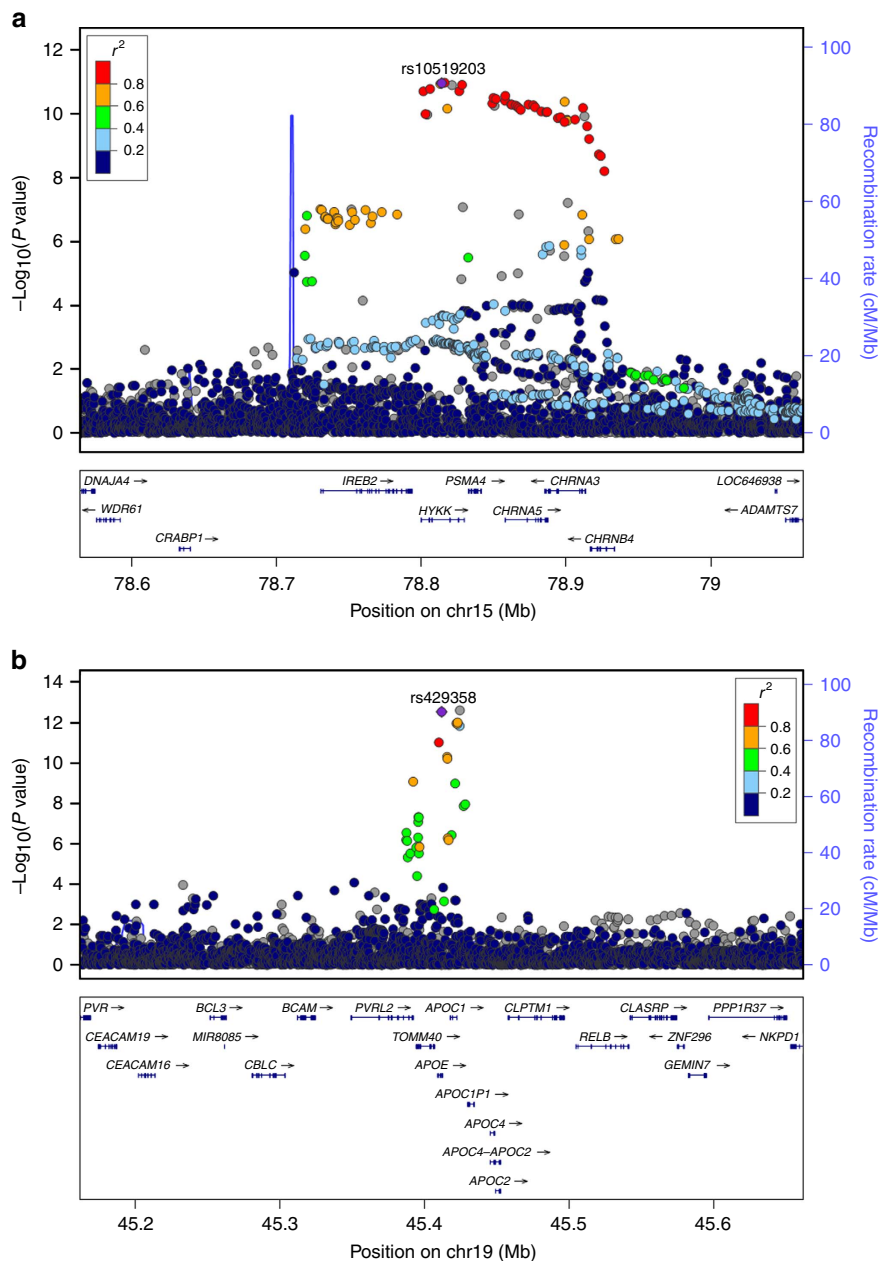 a
12
10
8
6
4
2
0
–Log10(P value)
r2
0.8
0.6
0.4
0.2
rs10519203
100
80
60
40
20
0
Recombination rate (cM/Mb)
DNAJA4 → IREB2 → PSMA4 → ← CHRNA3 LOC646938 →
← WDR61 HYKK → CHRNA5 → ← ADAMTS7
CRABP1 → ← CHRNB4
78.6 78.7 78.8 78.9 79
Position on chr15 (Mb)
b
14
12
10
8
6
4
2
0
–Log10(P value)
rs429358
r2
0.8
0.6
0.4
0.2
100
80
60
40
20
0
Recombination rate (cM/Mb)
PVR → BCL3 → BCAM → PVRL2 → APOC1 → CLPTM1 → CLASRP → PPP1R37 →
CEACAM19 → MIR8085 → TOMM40 → RELB → ← ZNF296 ← NKPD1
CEACAM16 → CBLC → APOE → GEMIN7 →
APOC1P1 →
APOC4 →
APOC4–APOC2 →
APOC2 →
45.2 45.3 45.4 45.5 45.6
Position on chr19 (Mb)